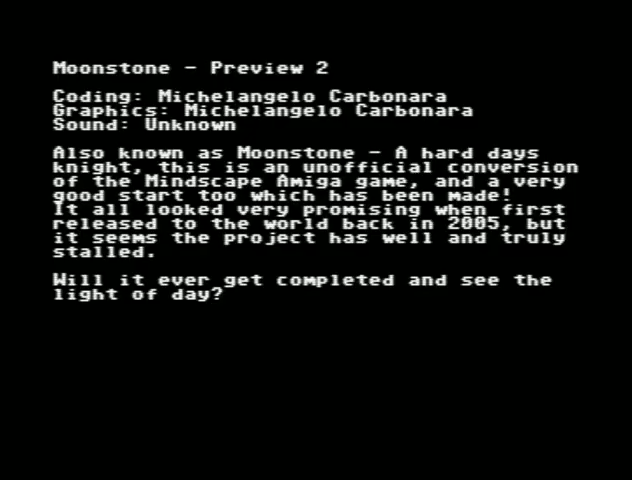 Moonstone - Preview 2
Coding: Michelangelo Carbonara
Graphics: Michelangelo Carbonara
Sound: Unknown
Also known as Moonstone - A hard days
knight, this is an unofficial conversion
of the Mindscape Amiga game, and a very
good start too which has been made!
It all looked very promising when first
released to the world back in 2005, but
it seems the project has well and truly
stalled.
Will it ever get completed and see the
light of day?